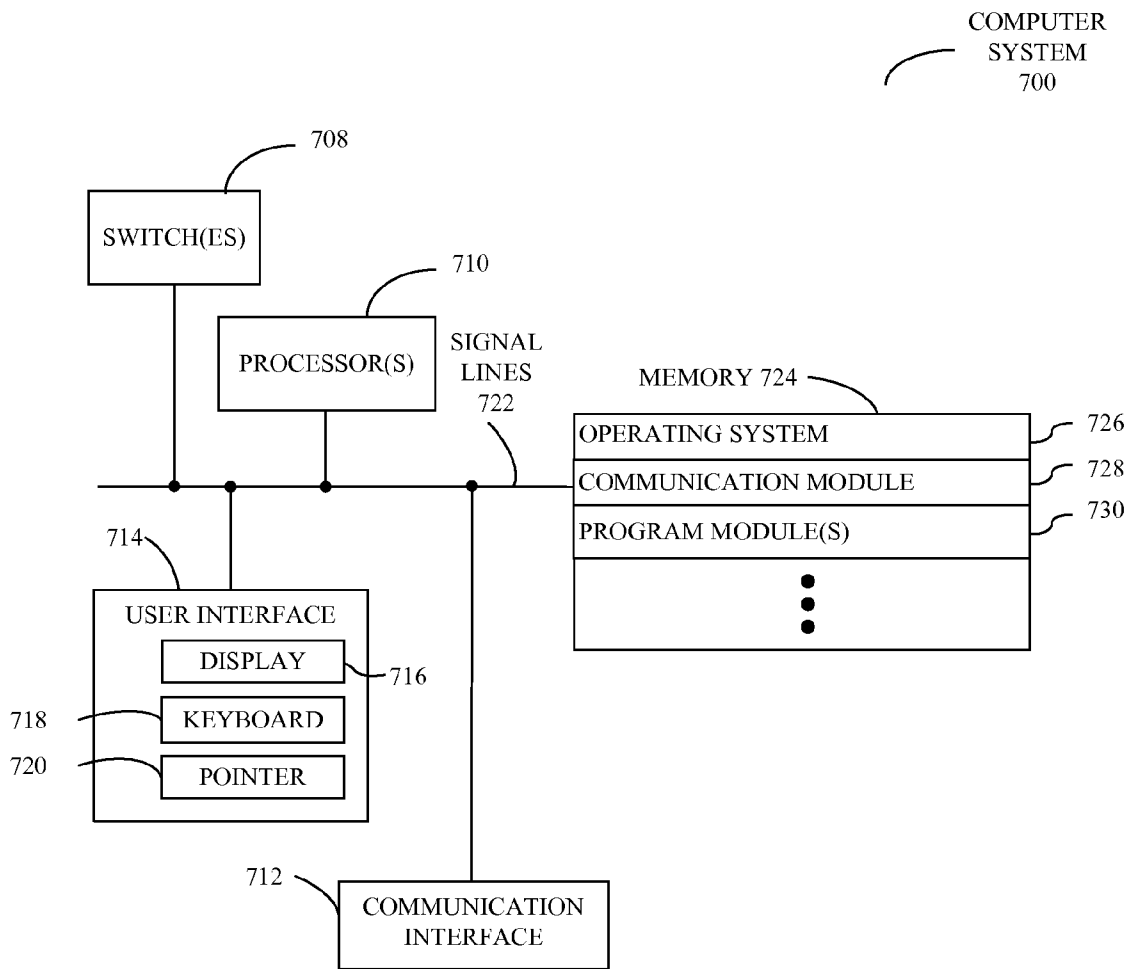 COMPUTER
SYSTEM
700
708
SWITCH(ES)
710
PROCESSOR(S)
SIGNAL
LINES
722
MEMORY 724
OPERATING SYSTEM
726
COMMUNICATION MODULE
728
PROGRAM MODULE(S)
730
714
USER INTERFACE
DISPLAY
716
718
KEYBOARD
720
POINTER
712
COMMUNICATION
INTERFACE